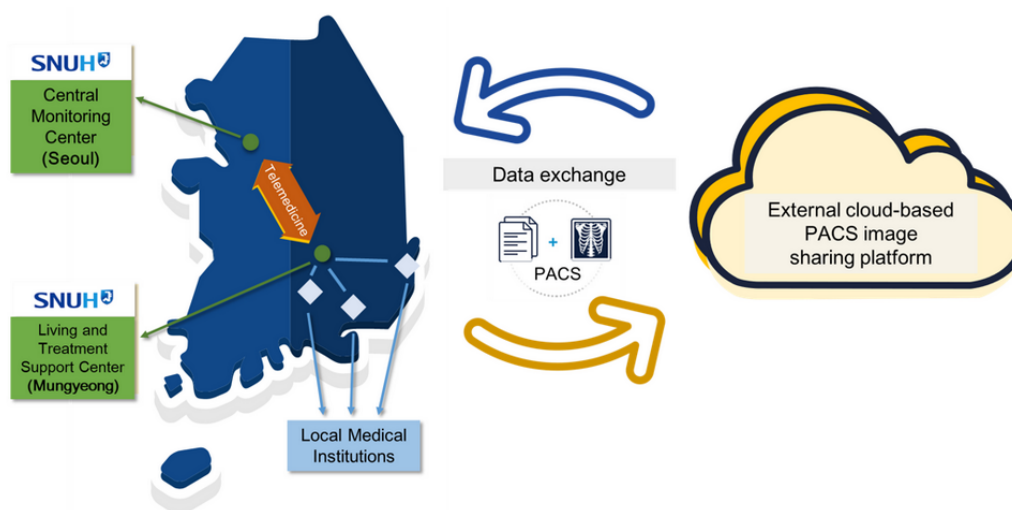 SNUH
Central
Monitoring
Center
(Seoul)
Telemedicine
SNUH
Living and
Treatment
Support Center
(Mungyeong)
Local Medical
Institutions
Data exchange
+
PACS
External cloud-based
PACS image
sharing platform